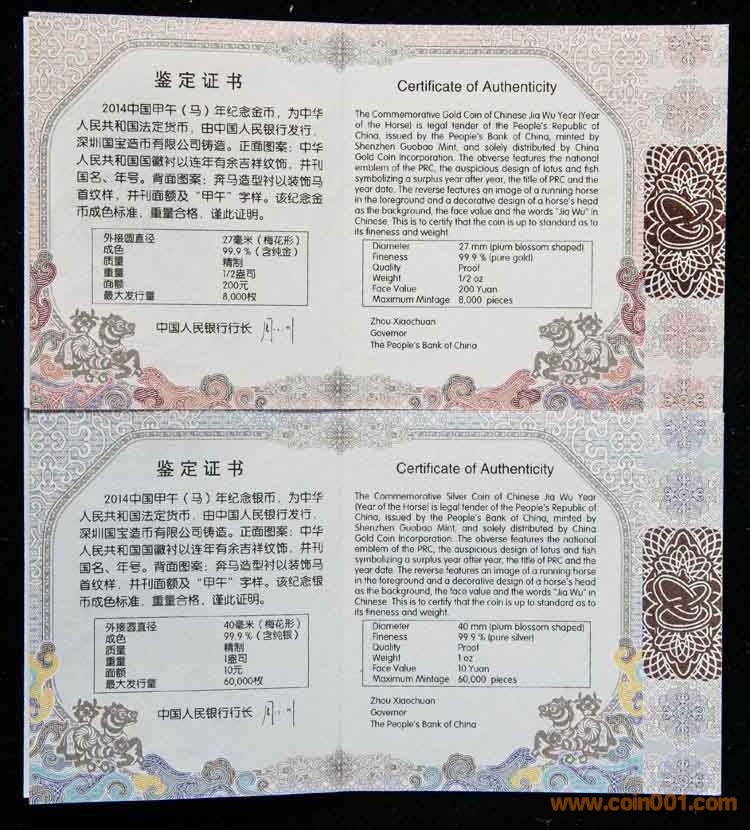 鉴定证书
2014中国甲午（马）年纪念金币，为中华
人民共和国法定货币，由中国人民银行发行，
深圳国宝造币有限公司铸造。正面图案：中华
人民共和国国徽衬以连年有余吉祥纹饰，并刊
国名、年号。背面图案：奔马造型衬以装饰马
首纹样，并刊面额及“甲午”字样。该纪念金
币成色标准，重量合格，谨此证明。
外接圆直径 27毫米（梅花形）
成色 99.9％（含纯金）
质量 精制
重量 1/2盎司
面额 200元
最大发行量 8,000枚
中国人民银行行长
Certificate of Authenticity
The Commemorative Gold Coin of Chinese Jia Wu Year (Year
of the Horse) is legal tender of the People's Republic of
China, issued by the People's Bank of China, minted by
Shenzhen Guobao Mint, and solely distributed by China
Gold Coin Incorporation. The obverse features the national
emblem of the PRC, the auspicious design of lotus and fish
symbolizing a surplus year after year, the title of PRC and the
year date. The reverse features an image of a running horse
in the foreground and a decorative design of a horse's head
as the background, the face value and the words "Jia Wu" in
Chinese. This is to certify that the coin is up to standard as to
its fineness and weight.
Diameter 27 mm (plum blossom shaped)
Fineness 99.9 % (pure gold)
Quality Proof
Weight 1/2 oz
Face Value 200 Yuan
Maximum Mintage 8,000 pieces
Zhou Xiaochuan
Governor
The People's Bank of China
鉴定证书
2014中国甲午（马）年纪念银币，为中华
人民共和国法定货币，由中国人民银行发行，
深圳国宝造币有限公司铸造。正面图案：中华
人民共和国国徽衬以连年有余吉祥纹饰，并刊
国名、年号。背面图案：奔马造型衬以装饰马
首纹样，并刊面额及“甲午”字样。该纪念银
币成色标准，重量合格，谨此证明。
外接圆直径 40毫米（梅花形）
成色 99.9％（含纯银）
质量 精制
重量 1盎司
面额 10元
最大发行量 60,000枚
中国人民银行行长
Certificate of Authenticity
The Commemorative Silver Coin of Chinese Jia Wu Year
(Year of the Horse) is legal tender of the People's Republic of
China, issued by the People's Bank of China, minted by
Shenzhen Guobao Mint, and solely distributed by China
Gold Coin Incorporation. The obverse features the national
emblem of the PRC, the auspicious design of lotus and fish
symbolizing a surplus year after year, the title of PRC and the
year date. The reverse features an image of a running horse
in the foreground and a decorative design of a horse's head
as the background, the face value and the words "Jia Wu" in
Chinese. This is to certify that the coin is up to standard as to
its fineness and weight.
Diameter 40 mm (plum blossom shaped)
Fineness 99.9 % (pure silver)
Quality Proof
Weight 1 oz
Face Value 10 Yuan
Maximum Mintage 60,000 pieces
Zhou Xiaochuan
Governor
The People's Bank of China
www.coin001.com